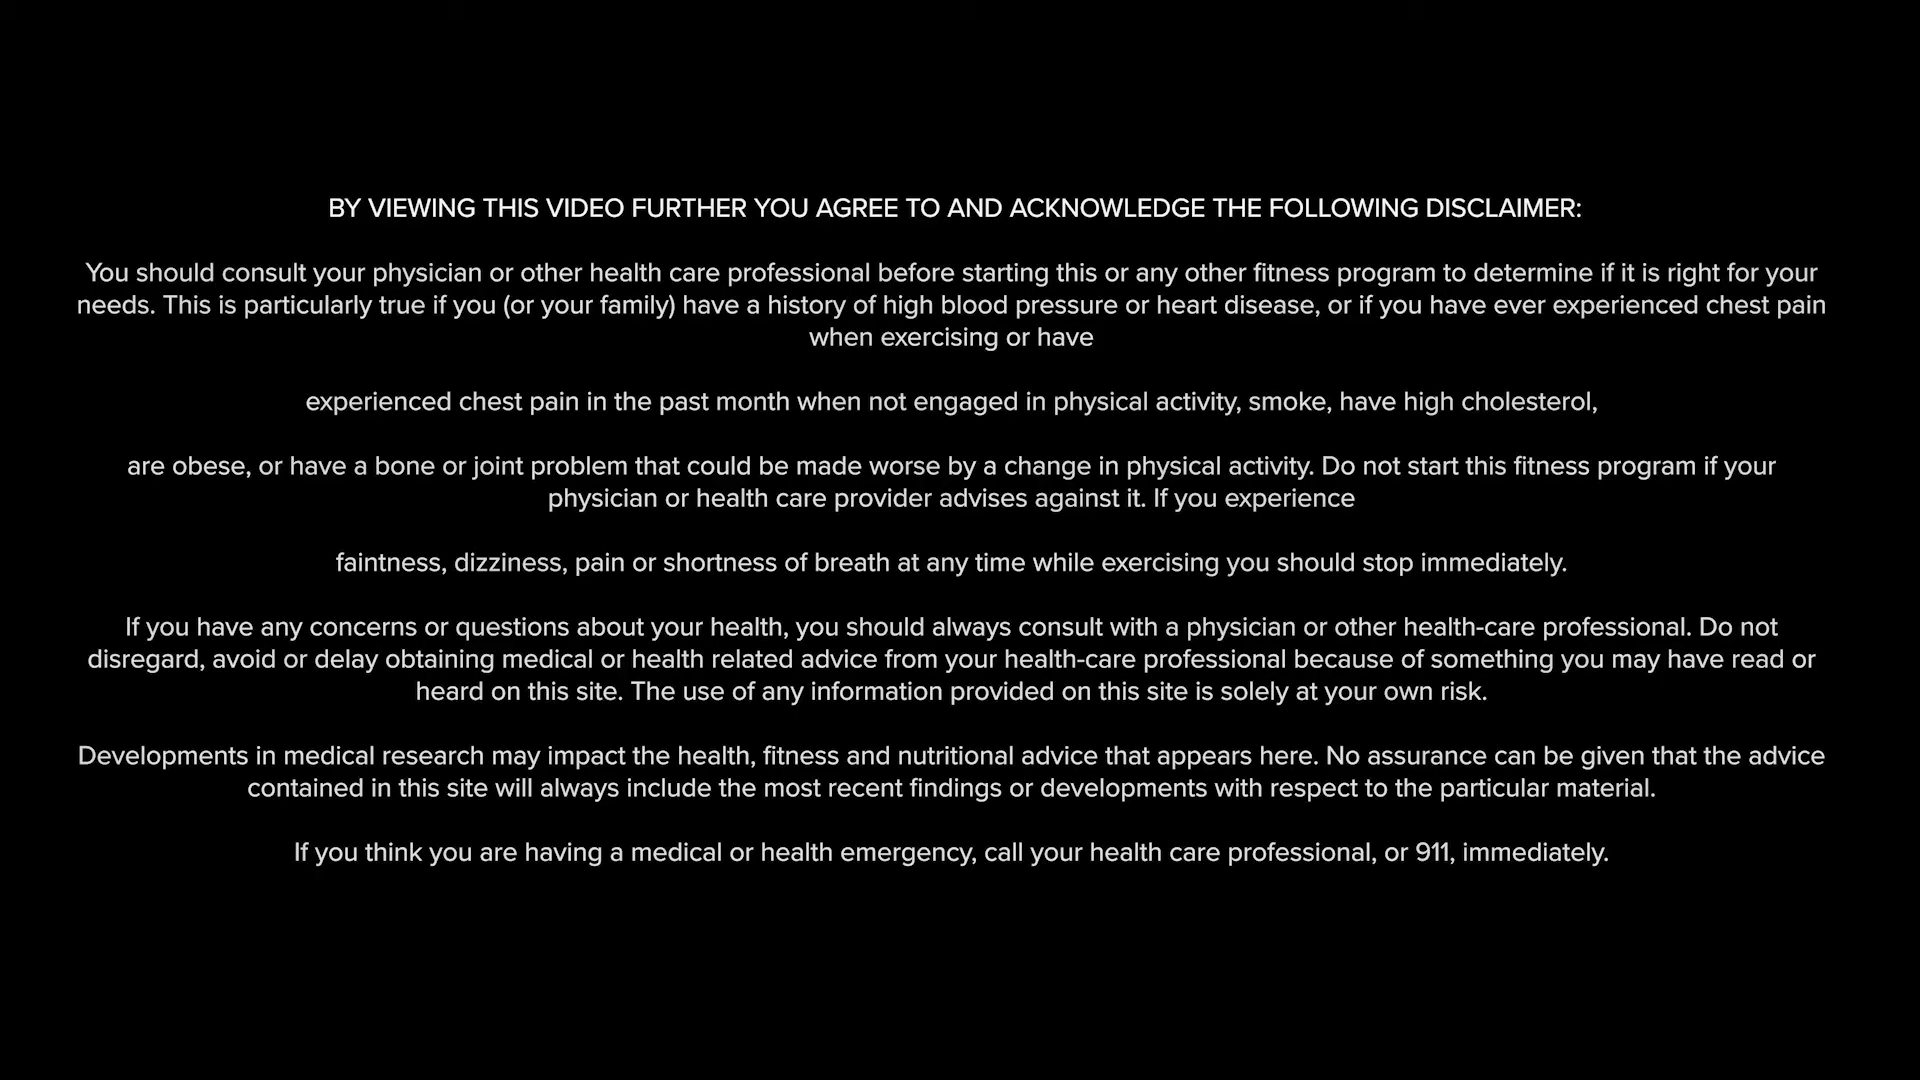 BY VIEWING THIS VIDEO FURTHER YOU AGREE TO AND ACKNOWLEDGE THE FOLLOWING DISCLAIMER:
You should consult your physician or other health care professional before starting this or any other fitness program to determine if it is right for your
needs. This is particularly true if you (or your family) have a history of high blood pressure or heart disease, or if you have ever experienced chest pain
when exercising or have
experienced chest pain in the past month when not engaged in physical activity, smoke, have high cholesterol,
are obese, or have a bone or joint problem that could be made worse by a change in physical activity. Do not start this fitness program if your
physician or health care provider advises against it. If you experience
faintness, dizziness, pain or shortness of breath at any time while exercising you should stop immediately.
If you have any concerns or questions about your health, you should always consult with a physician or other health-care professional. Do not
disregard, avoid or delay obtaining medical or health related advice from your health-care professional because of something you may have read or
heard on this site. The use of any information provided on this site is solely at your own risk.
Developments in medical research may impact the health, fitness and nutritional advice that appears here. No assurance can be given that the advice
contained in this site will always include the most recent findings or developments with respect to the particular material.
If you think you are having a medical or health emergency, call your health care professional, or 911, immediately.